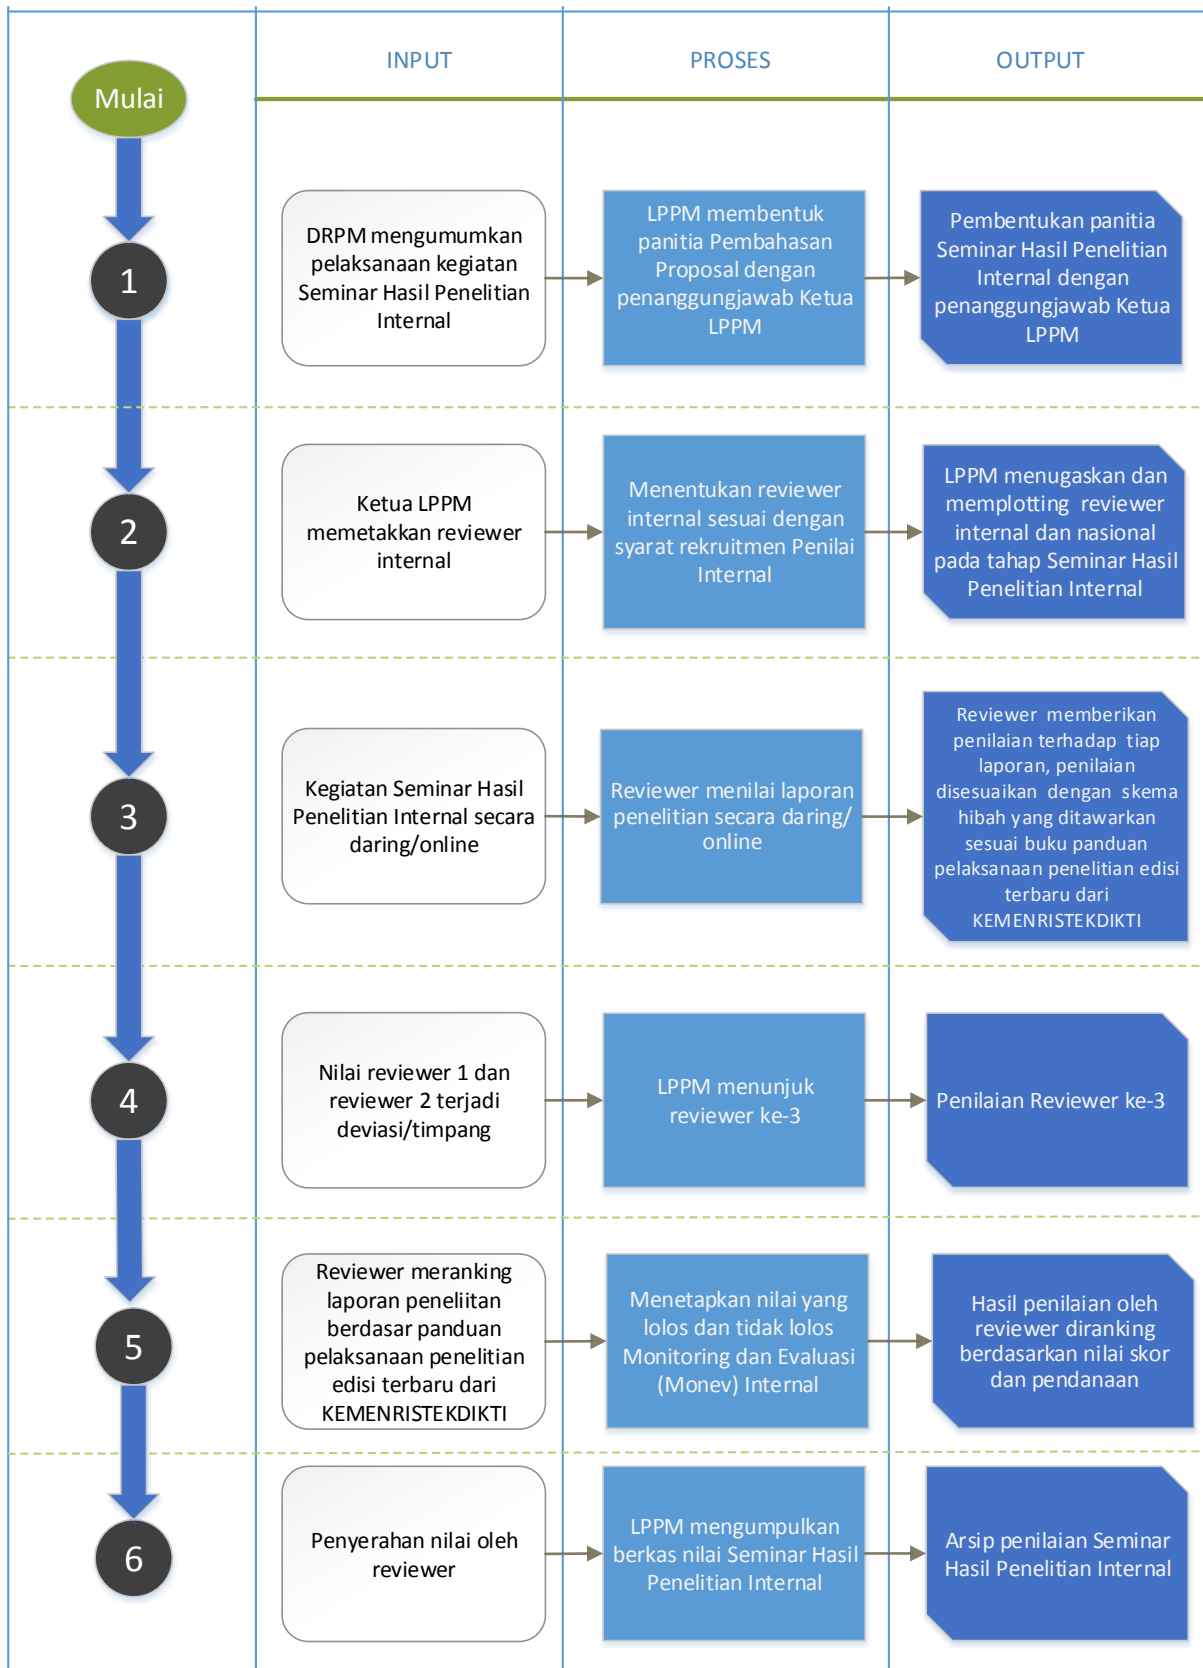 INPUT
PROSES
OUTPUT
Mulai
1
DRPM mengumumkan
pelaksanaan kegiatan
Seminar Hasil Penelitian
Internal
LPPM membentuk
panitia Pembahasan
Proposal dengan
penanggungjawab Ketua
LPPM
Pembentukan panitia
Seminar Hasil Penelitian
Internal dengan
penanggungjawab Ketua
LPPM
2
Ketua LPPM
memetakkan reviewer
internal
Menentukan reviewer
internal sesuai dengan
syarat rekruitmen Penilai
Internal
LPPM menugaskan dan
memplotting reviewer
internal dan nasional
pada tahap Seminar Hasil
Penelitian Internal
3
Kegiatan Seminar Hasil
Penelitian Internal secara
daring/online
Reviewer menilai laporan
penelitian secara daring/
online
Reviewer memberikan
penilaian terhadap tiap
laporan, penilaian
disesuaikan dengan skema
hibah yang ditawarkan
sesuai buku panduan
pelaksanaan penelitian edisi
terbaru dari
KEMENRISTEKDIKTI
4
Nilai reviewer 1 dan
reviewer 2 terjadi
deviasi/timpang
LPPM menunjuk
reviewer ke-3
Penilaian Reviewer ke-3
5
Reviewer meranking
laporan peneliitan
berdasar panduan
pelaksanaan penelitian
edisi terbaru dari
KEMENRISTEKDIKTI
Menetapkan nilai yang
lolos dan tidak lolos
Monitoring dan Evaluasi
(Monev) Internal
Hasil penilaian oleh
reviewer diranking
berdasarkan nilai skor
dan pendanaan
6
Penyerahan nilai oleh
reviewer
LPPM mengumpulkan
berkas nilai Seminar Hasil
Penelitian Internal
Arsip penilaian Seminar
Hasil Penelitian Internal